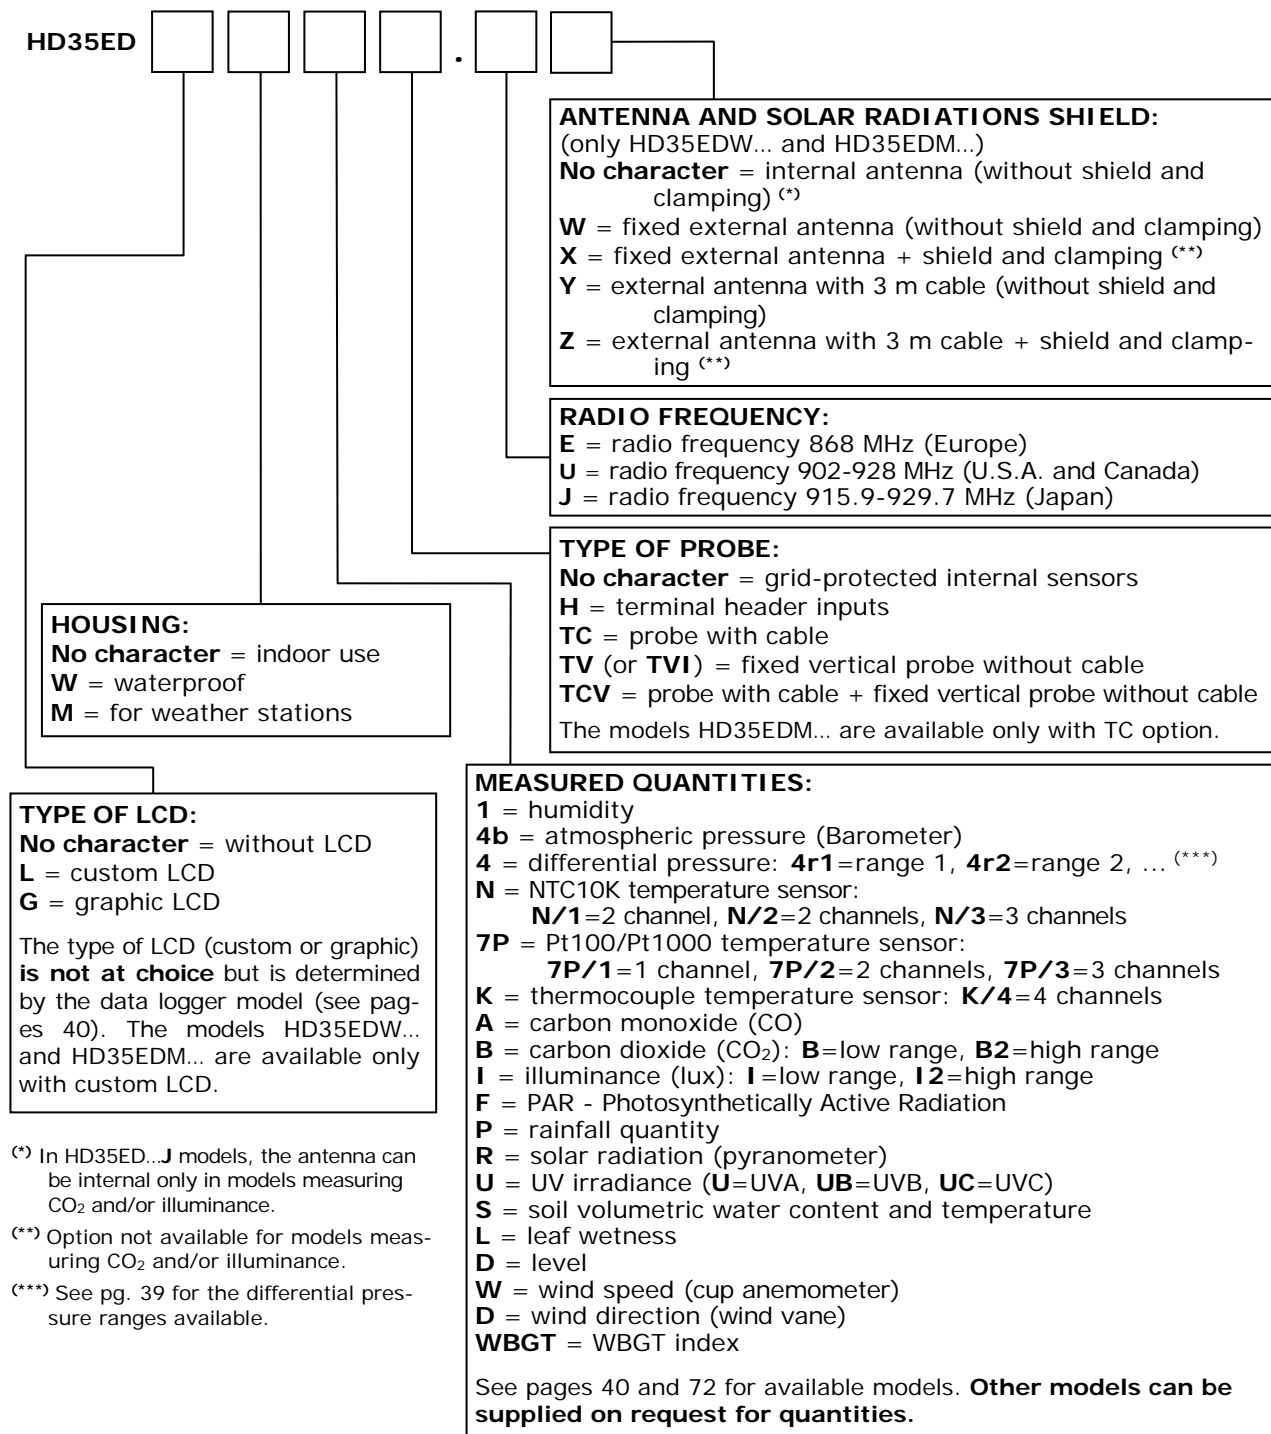 HD35ED .
ANTENNA AND SOLAR RADIATIONS SHIELD:
(only HD35EDW... and HD35EDM...)
No character = internal antenna (without shield and
clamping) (*)
W = fixed external antenna (without shield and clamping)
X = fixed external antenna + shield and clamping (**)
Y = external antenna with 3 m cable (without shield and
clamping)
Z = external antenna with 3 m cable + shield and clamp-
ing (**)
RADIO FREQUENCY:
E = radio frequency 868 MHz (Europe)
U = radio frequency 902-928 MHz (U.S.A. and Canada)
J = radio frequency 915.9-929.7 MHz (Japan)
TYPE OF PROBE:
No character = grid-protected internal sensors
H = terminal header inputs
TC = probe with cable
TV (or TVI) = fixed vertical probe without cable
TCV = probe with cable + fixed vertical probe without cable
The models HD35EDM... are available only with TC option.
HOUSING:
No character = indoor use
W = waterproof
M = for weather stations
TYPE OF LCD:
No character = without LCD
L = custom LCD
G = graphic LCD
The type of LCD (custom or graphic)
is not at choice but is determined
by the data logger model (see pag-
es 40). The models HD35EDW...
and HD35EDM... are available only
with custom LCD.
(*) In HD35ED...J models, the antenna can
be internal only in models measuring
CO2 and/or illuminance.
(**) Option not available for models meas-
uring CO2 and/or illuminance.
(***) See pg. 39 for the differential pres-
sure ranges available.
MEASURED QUANTITIES:
1 = humidity
4b = atmospheric pressure (Barometer)
4 = differential pressure: 4r1=range 1, 4r2=range 2, ... (***)
N = NTC10K temperature sensor:
N/1=2 channel, N/2=2 channels, N/3=3 channels
7P = Pt100/Pt1000 temperature sensor:
7P/1=1 channel, 7P/2=2 channels, 7P/3=3 channels
K = thermocouple temperature sensor: K/4=4 channels
A = carbon monoxide (CO)
B = carbon dioxide (CO2): B=low range, B2=high range
I = illuminance (lux): I=low range, I2=high range
F = PAR - Photosynthetically Active Radiation
P = rainfall quantity
R = solar radiation (pyranometer)
U = UV irradiance (U=UVA, UB=UVB, UC=UVC)
S = soil volumetric water content and temperature
L = leaf wetness
D = level
W = wind speed (cup anemometer)
D = wind direction (wind vane)
WBGT = WBGT index
See pages 40 and 72 for available models. Other models can be
supplied on request for quantities.